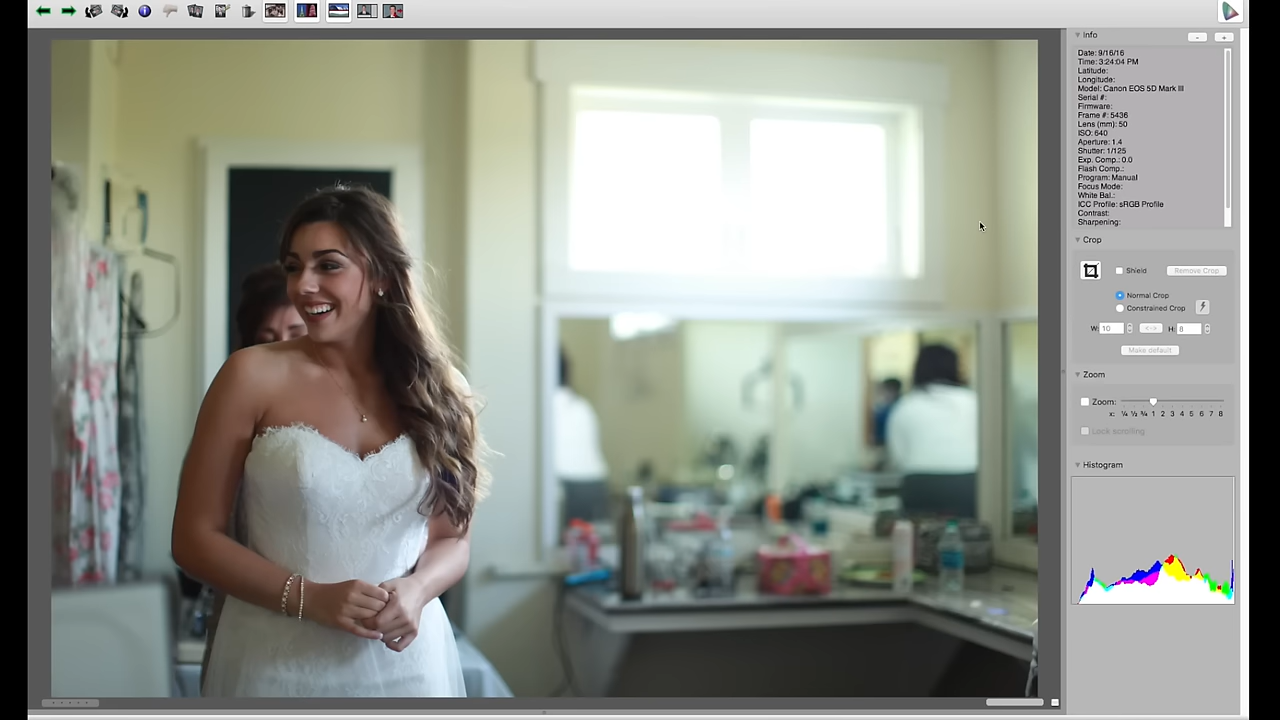 Info
- +
Date: 9/16/16
Time: 3:24:04 PM
Latitude:
Longitude:
Model: Canon EOS 5D Mark III
Serial #:
Firmware:
Frame #: 5436
Lens (mm): 50
ISO: 640
Aperture: 1.4
Shutter: 1/125
Exp. Comp.: 0.0
Flash Comp.:
Program: Manual
Focus Mode:
White Bal.:
ICC Profile: sRGB Profile
Contrast:
Sharpening:
Crop
Shield Remove Crop
Normal Crop
Constrained Crop
W: 10 <-> H: 8
Make default
Zoom
Zoom:
x: ¼ ½ ¾ 1 2 3 4 5 6 7 8
Lock scrolling
Histogram